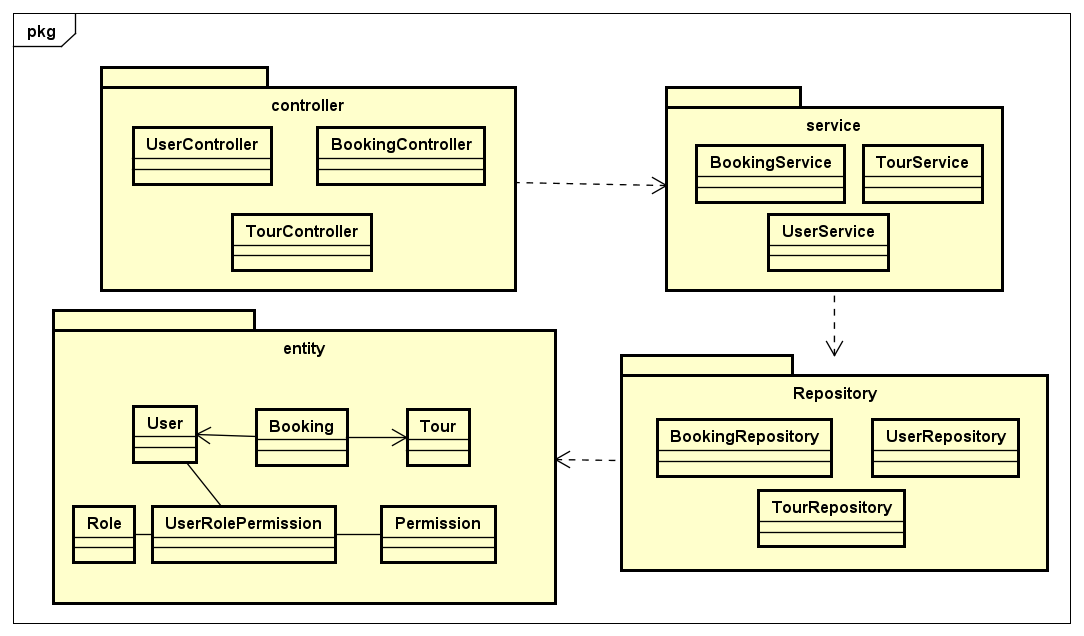 pkg
controller
UserController
BookingController
TourController
service
BookingService
TourService
UserService
entity
User
Booking
Tour
Role
UserRolePermission
Permission
Repository
BookingRepository
UserRepository
TourRepository